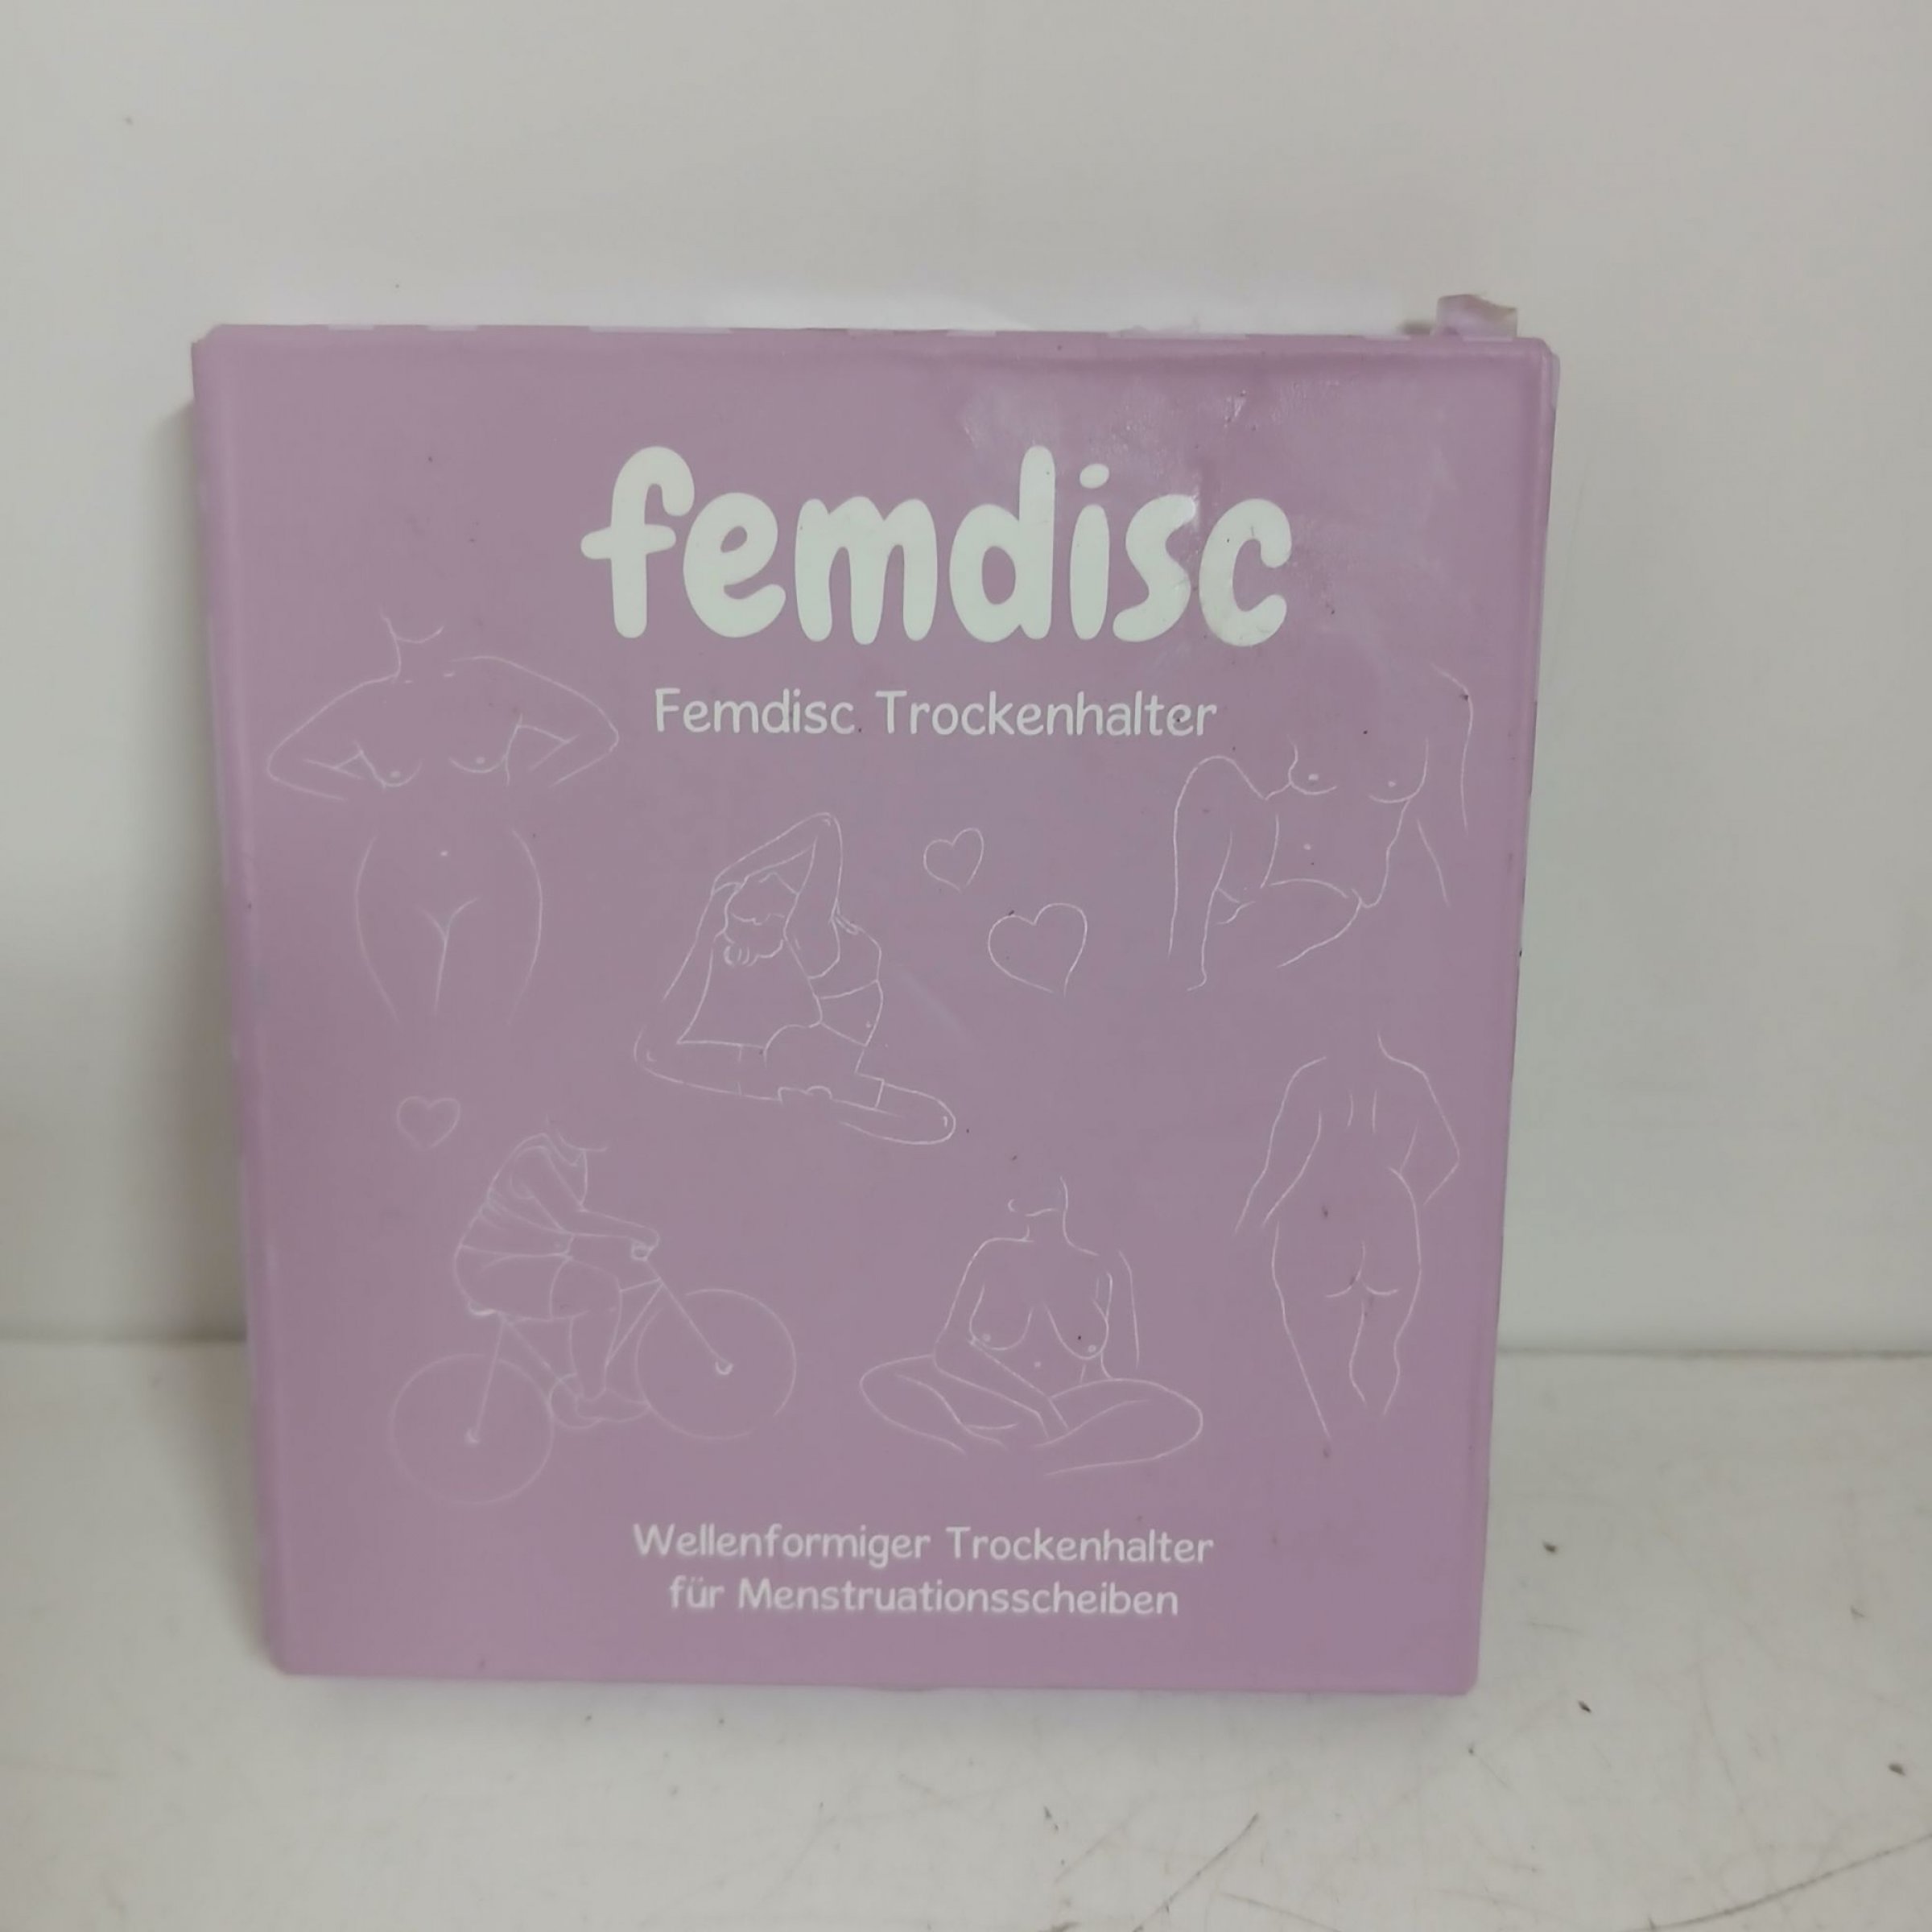 femdisc
Femdisc Trockenhalter
Wellenformiger Trockenhalter
für Menstruationsscheiben